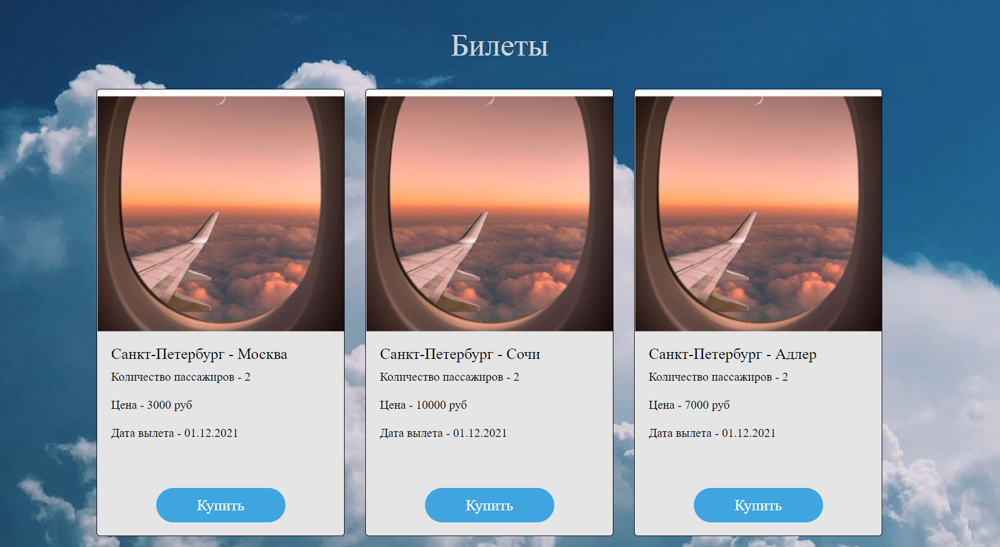 Билеты
Санкт-Петербург - Москва
Количество пассажиров - 2
Цена - 3000 руб
Дата вылета - 01.12.2021
Купить
Санкт-Петербург - Сочи
Количество пассажиров - 2
Цена - 10000 руб
Дата вылета - 01.12.2021
Купить
Санкт-Петербург - Адлер
Количество пассажиров - 2
Цена - 7000 руб
Дата вылета - 01.12.2021
Купить